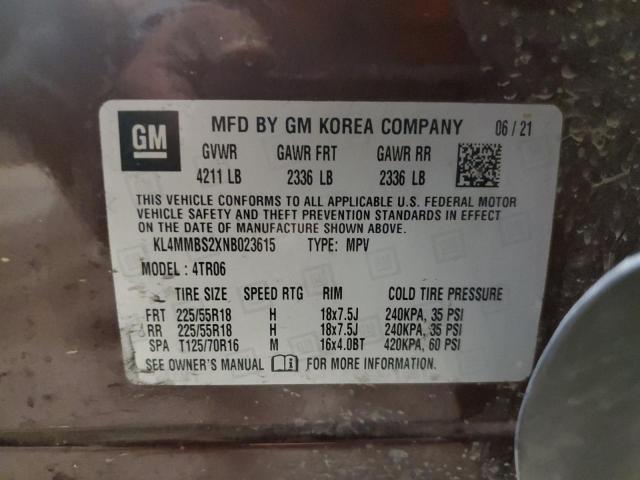 GM MFD BY GM KOREA COMPANY 06 / 21
GVWR GAWR FRT GAWR RR
4211 LB 2336 LB 2336 LB
THIS VEHICLE CONFORMS TO ALL APPLICABLE U.S. FEDERAL MOTOR
VEHICLE SAFETY AND THEFT PREVENTION STANDARDS IN EFFECT
ON THE DATE OF MANUFACTURE SHOWN ABOVE.
KL4MMBS2XNB023615 TYPE: MPV
MODEL : 4TR06
TIRE SIZE SPEED RTG RIM COLD TIRE PRESSURE
FRT 225/55R18 H 18x7.5J 240KPA, 35 PSI
RR 225/55R18 H 18x7.5J 240KPA, 35 PSI
SPA T125/70R16 M 16x4.0BT 420KPA, 60 PSI
SEE OWNER'S MANUAL FOR MORE INFORMATION